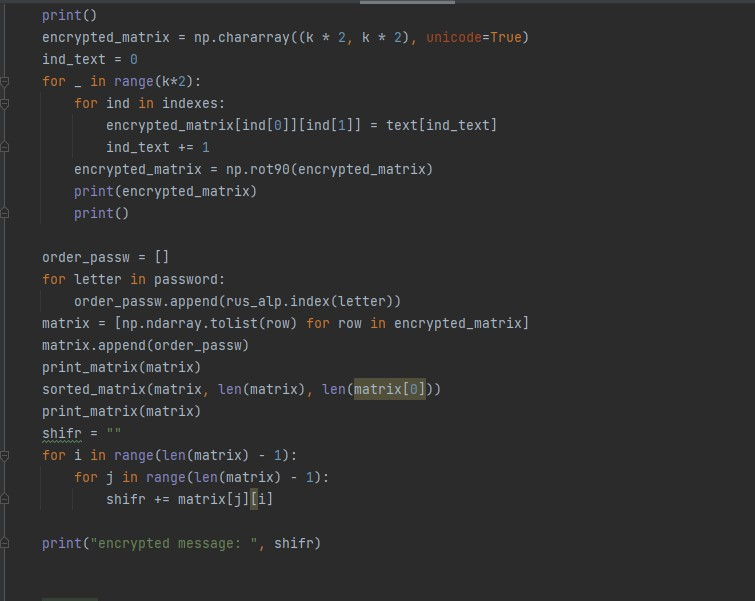 print()
encrypted_matrix = np.chararray((k * 2, k * 2), unicode=True)
ind_text = 0
for _ in range(k*2):
    for ind in indexes:
        encrypted_matrix[ind[0]][ind[1]] = text[ind_text]
        ind_text += 1
    encrypted_matrix = np.rot90(encrypted_matrix)
    print(encrypted_matrix)
    print()

order_passw = []
for letter in password:
    order_passw.append(rus_alp.index(letter))
matrix = [np.ndarray.tolist(row) for row in encrypted_matrix]
matrix.append(order_passw)
print_matrix(matrix)
sorted_matrix(matrix, len(matrix), len(matrix[0]))
print_matrix(matrix)
shifr = ""
for i in range(len(matrix) - 1):
    for j in range(len(matrix) - 1):
        shifr += matrix[j][i]

print("encrypted message: ", shifr)